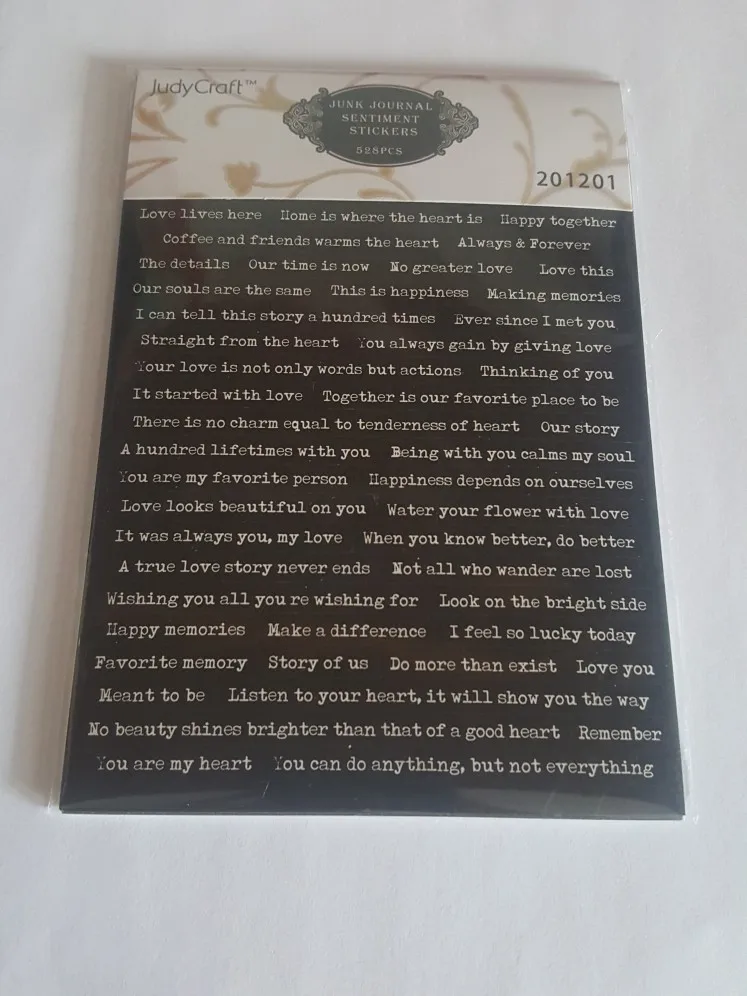 JudyCraft™
JUNK JOURNAL
SENTIMENT
STICKERS
528PCS
201201
Love lives here Home is where the heart is Happy together
Coffee and friends warms the heart Always & Forever
The details Our time is now No greater love Love this
Our souls are the same This is happiness Making memories
I can tell this story a hundred times Ever since I met you
Straight from the heart You always gain by giving love
Your love is not only words but actions Thinking of you
It started with love Together is our favorite place to be
There is no charm equal to tenderness of heart Our story
A hundred lifetimes with you Being with you calms my soul
You are my favorite person Happiness depends on ourselves
Love looks beautiful on you Water your flower with love
It was always you, my love When you know better, do better
A true love story never ends Not all who wander are lost
Wishing you all you re wishing for Look on the bright side
Happy memories Make a difference I feel so lucky today
Favorite memory Story of us Do more than exist Love you
Meant to be Listen to your heart, it will show you the way
No beauty shines brighter than that of a good heart Remember
You are my heart You can do anything, but not everything